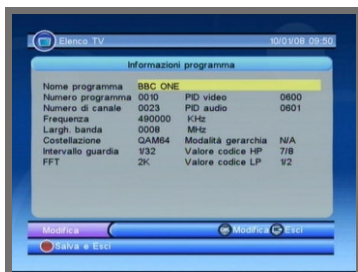 Elenco TV 10/01/08 09:50
Informazioni programma
Nome programma BBC ONE
Numero programma 0010 PID video 0600
Numero di canale 0023 PID audio 0601
Frequenza 490000 KHz
Largh. banda 0008 MHz
Costellazione QAM64 Modalità gerarchia N/A
Intervallo guardia 1/32 Valore codice HP 7/8
FFT 2K Valore codice LP 1/2
Modifica Modifica Esci
Salva e Esci